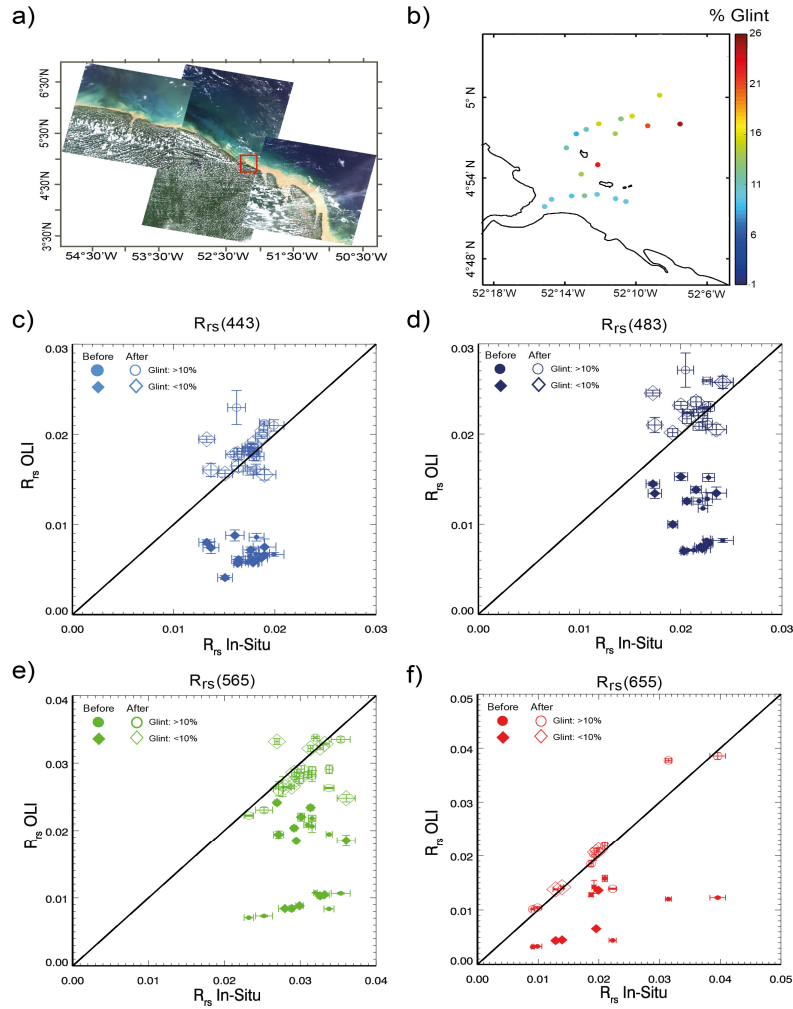 a)
6°30'N
5°30'N
4°30'N
3°30'N
54°30'W 53°30'W 52°30'W 51°30'W 50°30'W
b)
% Glint
5° N
4° 54'N
4° 48'N
52°18'W 52°14'W 52°10'W 52°6'W
26
21
16
11
6
-1
c)
Rrs(443)
Before After
Glint: >10%
Glint: <10%
Rrs OLI
0.03
0.02
0.01
0.00
0.00 0.01 0.02 0.03
Rrs In-Situ
d)
Rrs(483)
Before After
Glint: >10%
Glint: <10%
Rrs OLI
0.03
0.02
0.01
0.00
0.00 0.01 0.02 0.03
Rrs In-Situ
e)
Rrs(565)
Before After
Glint: >10%
Glint: <10%
Rrs OLI
0.04
0.03
0.02
0.01
0.00
0.00 0.01 0.02 0.03 0.04
Rrs In-Situ
f)
Rrs(655)
Before After
Glint: >10%
Glint: <10%
Rrs OLI
0.05
0.04
0.03
0.02
0.01
0.00
0.00 0.01 0.02 0.03 0.04 0.05
Rrs In-Situ